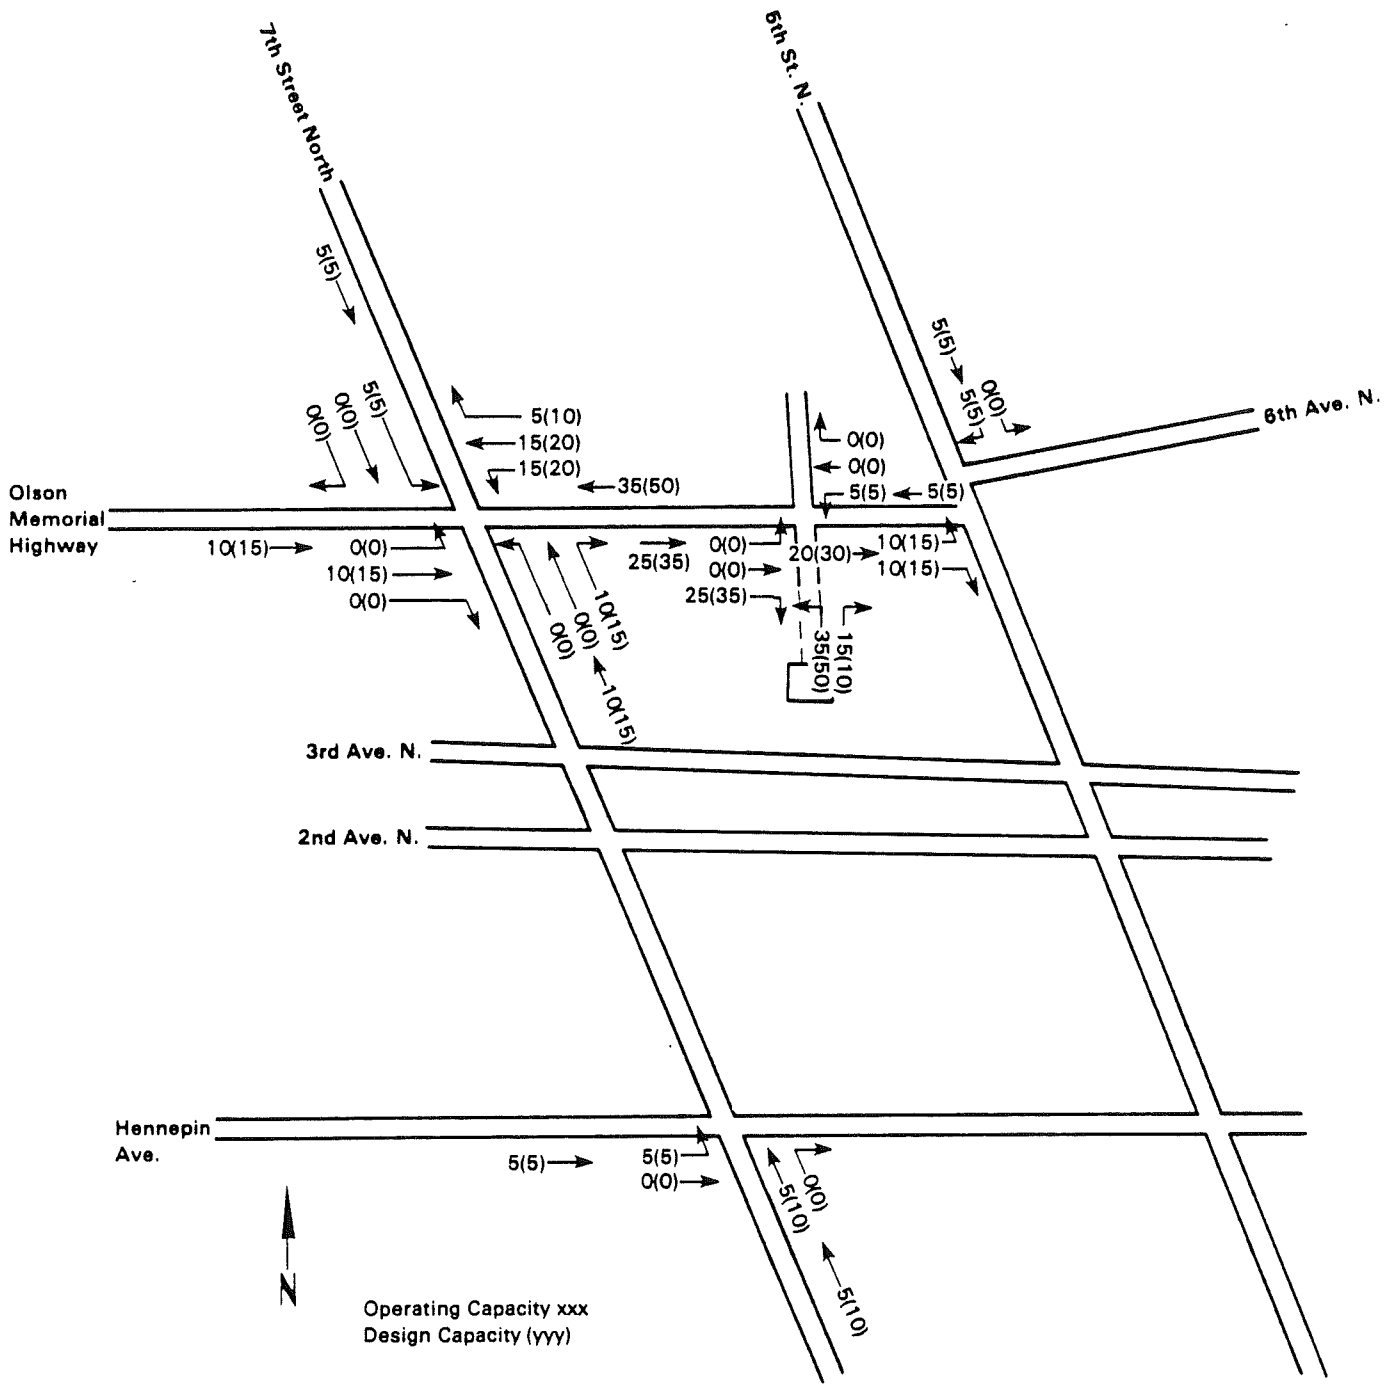 7th Street North
5th St. N.
5(5)
5(5)
0(0)
5(5)
6th Ave. N.
5(5)
0(0)
0(0)
5(10)
15(20)
15(20)
35(50)
0(0)
0(0)
5(5)
5(5)
Olson
Memorial
Highway
10(15)
0(0)
10(15)
0(0)
25(35)
0(0)
0(0)
25(35)
20(30)
10(15)
10(15)
0(0)
0(0)
10(15)
10(15)
35(50)
15(10)
3rd Ave. N.
2nd Ave. N.
Hennepin
Ave.
5(5)
5(5)
0(0)
5(10)
0(0)
5(10)
N
Operating Capacity xxx
Design Capacity (yyy)